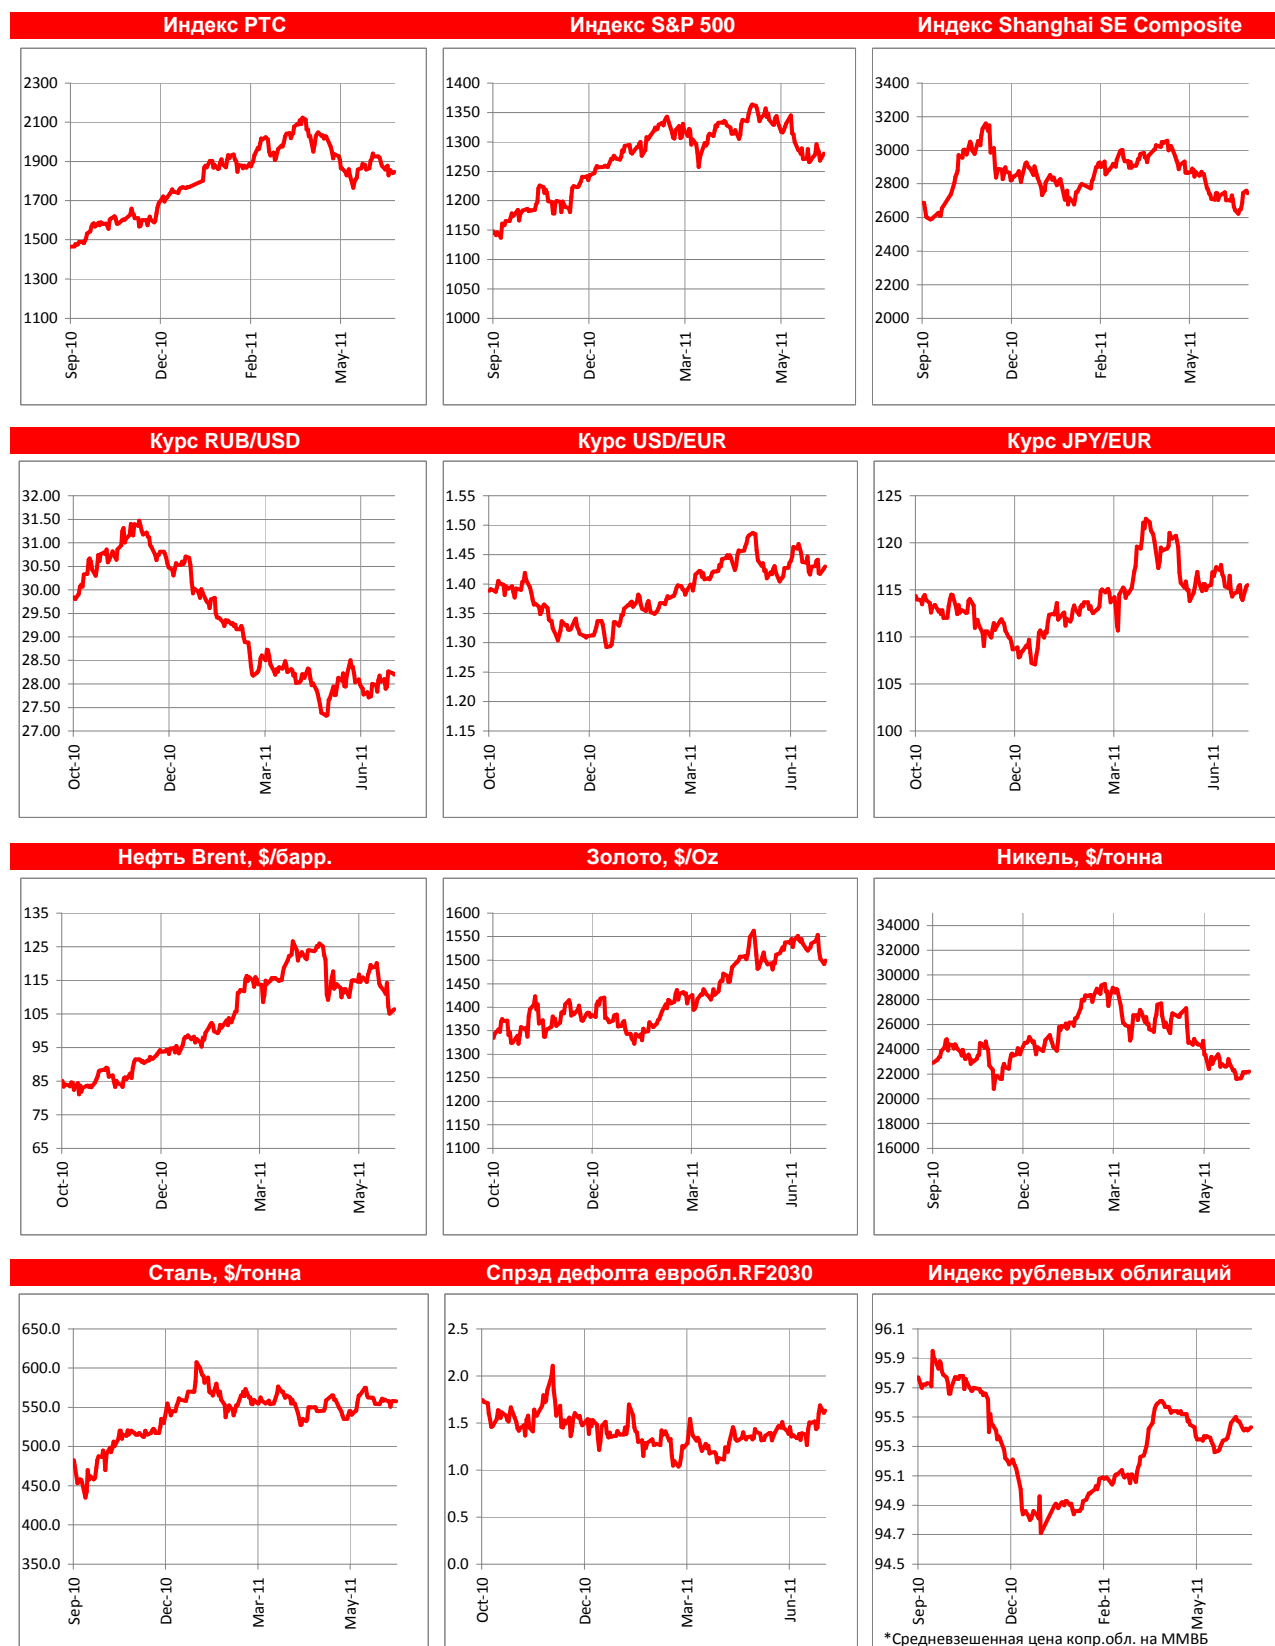 Индекс РТС
2300
2100
1900
1700
1500
1300
1100
Sep-10
Dec-10
Feb-11
May-11
Индекс S&P 500
1400
1350
1300
1250
1200
1150
1100
1050
1000
Sep-10
Dec-10
Mar-11
May-11
Индекс Shanghai SE Composite
3400
3200
3000
2800
2600
2400
2200
2000
Sep-10
Dec-10
Feb-11
May-11
Курс RUB/USD
32.00
31.50
31.00
30.50
30.00
29.50
29.00
28.50
28.00
27.50
27.00
Oct-10
Dec-10
Mar-11
Jun-11
Курс USD/EUR
1.55
1.50
1.45
1.40
1.35
1.30
1.25
1.20
1.15
Oct-10
Dec-10
Mar-11
Jun-11
Курс JPY/EUR
125
120
115
110
105
100
Oct-10
Dec-10
Mar-11
Jun-11
Нефть Brent, $/барр.
135
125
115
105
95
85
75
65
Oct-10
Dec-10
Mar-11
May-11
Золото, $/Oz
1600
1550
1500
1450
1400
1350
1300
1250
1200
1150
1100
Oct-10
Dec-10
Mar-11
Jun-11
Никель, $/тонна
34000
32000
30000
28000
26000
24000
22000
20000
18000
16000
Sep-10
Dec-10
Mar-11
May-11
Сталь, $/тонна
650.0
600.0
550.0
500.0
450.0
400.0
350.0
Sep-10
Dec-10
Mar-11
May-11
Спрэд дефолта евробл.RF2030
2.5
2.0
1.5
1.0
0.5
0.0
Oct-10
Dec-10
Mar-11
Jun-11
Индекс рублевых облигаций
96.1
95.9
95.7
95.5
95.3
95.1
94.9
94.7
94.5
Sep-10
Dec-10
Feb-11
May-11
*Средневзешенная цена копр.обл. на ММВБ